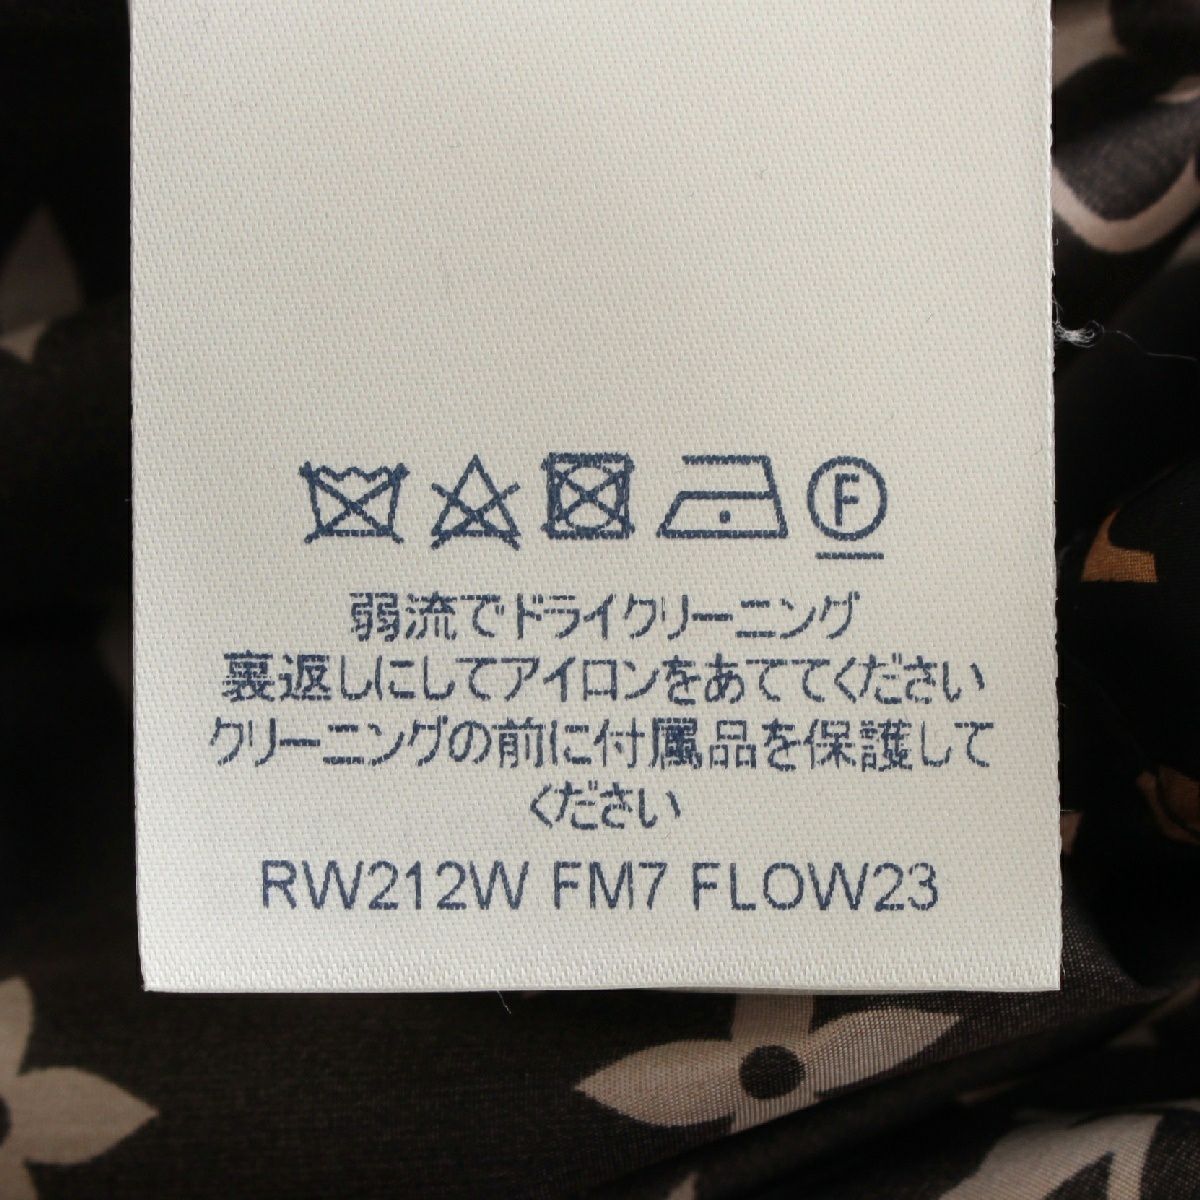 F
弱流でドライクリーニング
裏返しにしてアイロンをあててください
クリーニングの前に付属品を保護して
ください
RW212W FM7 FLOW23